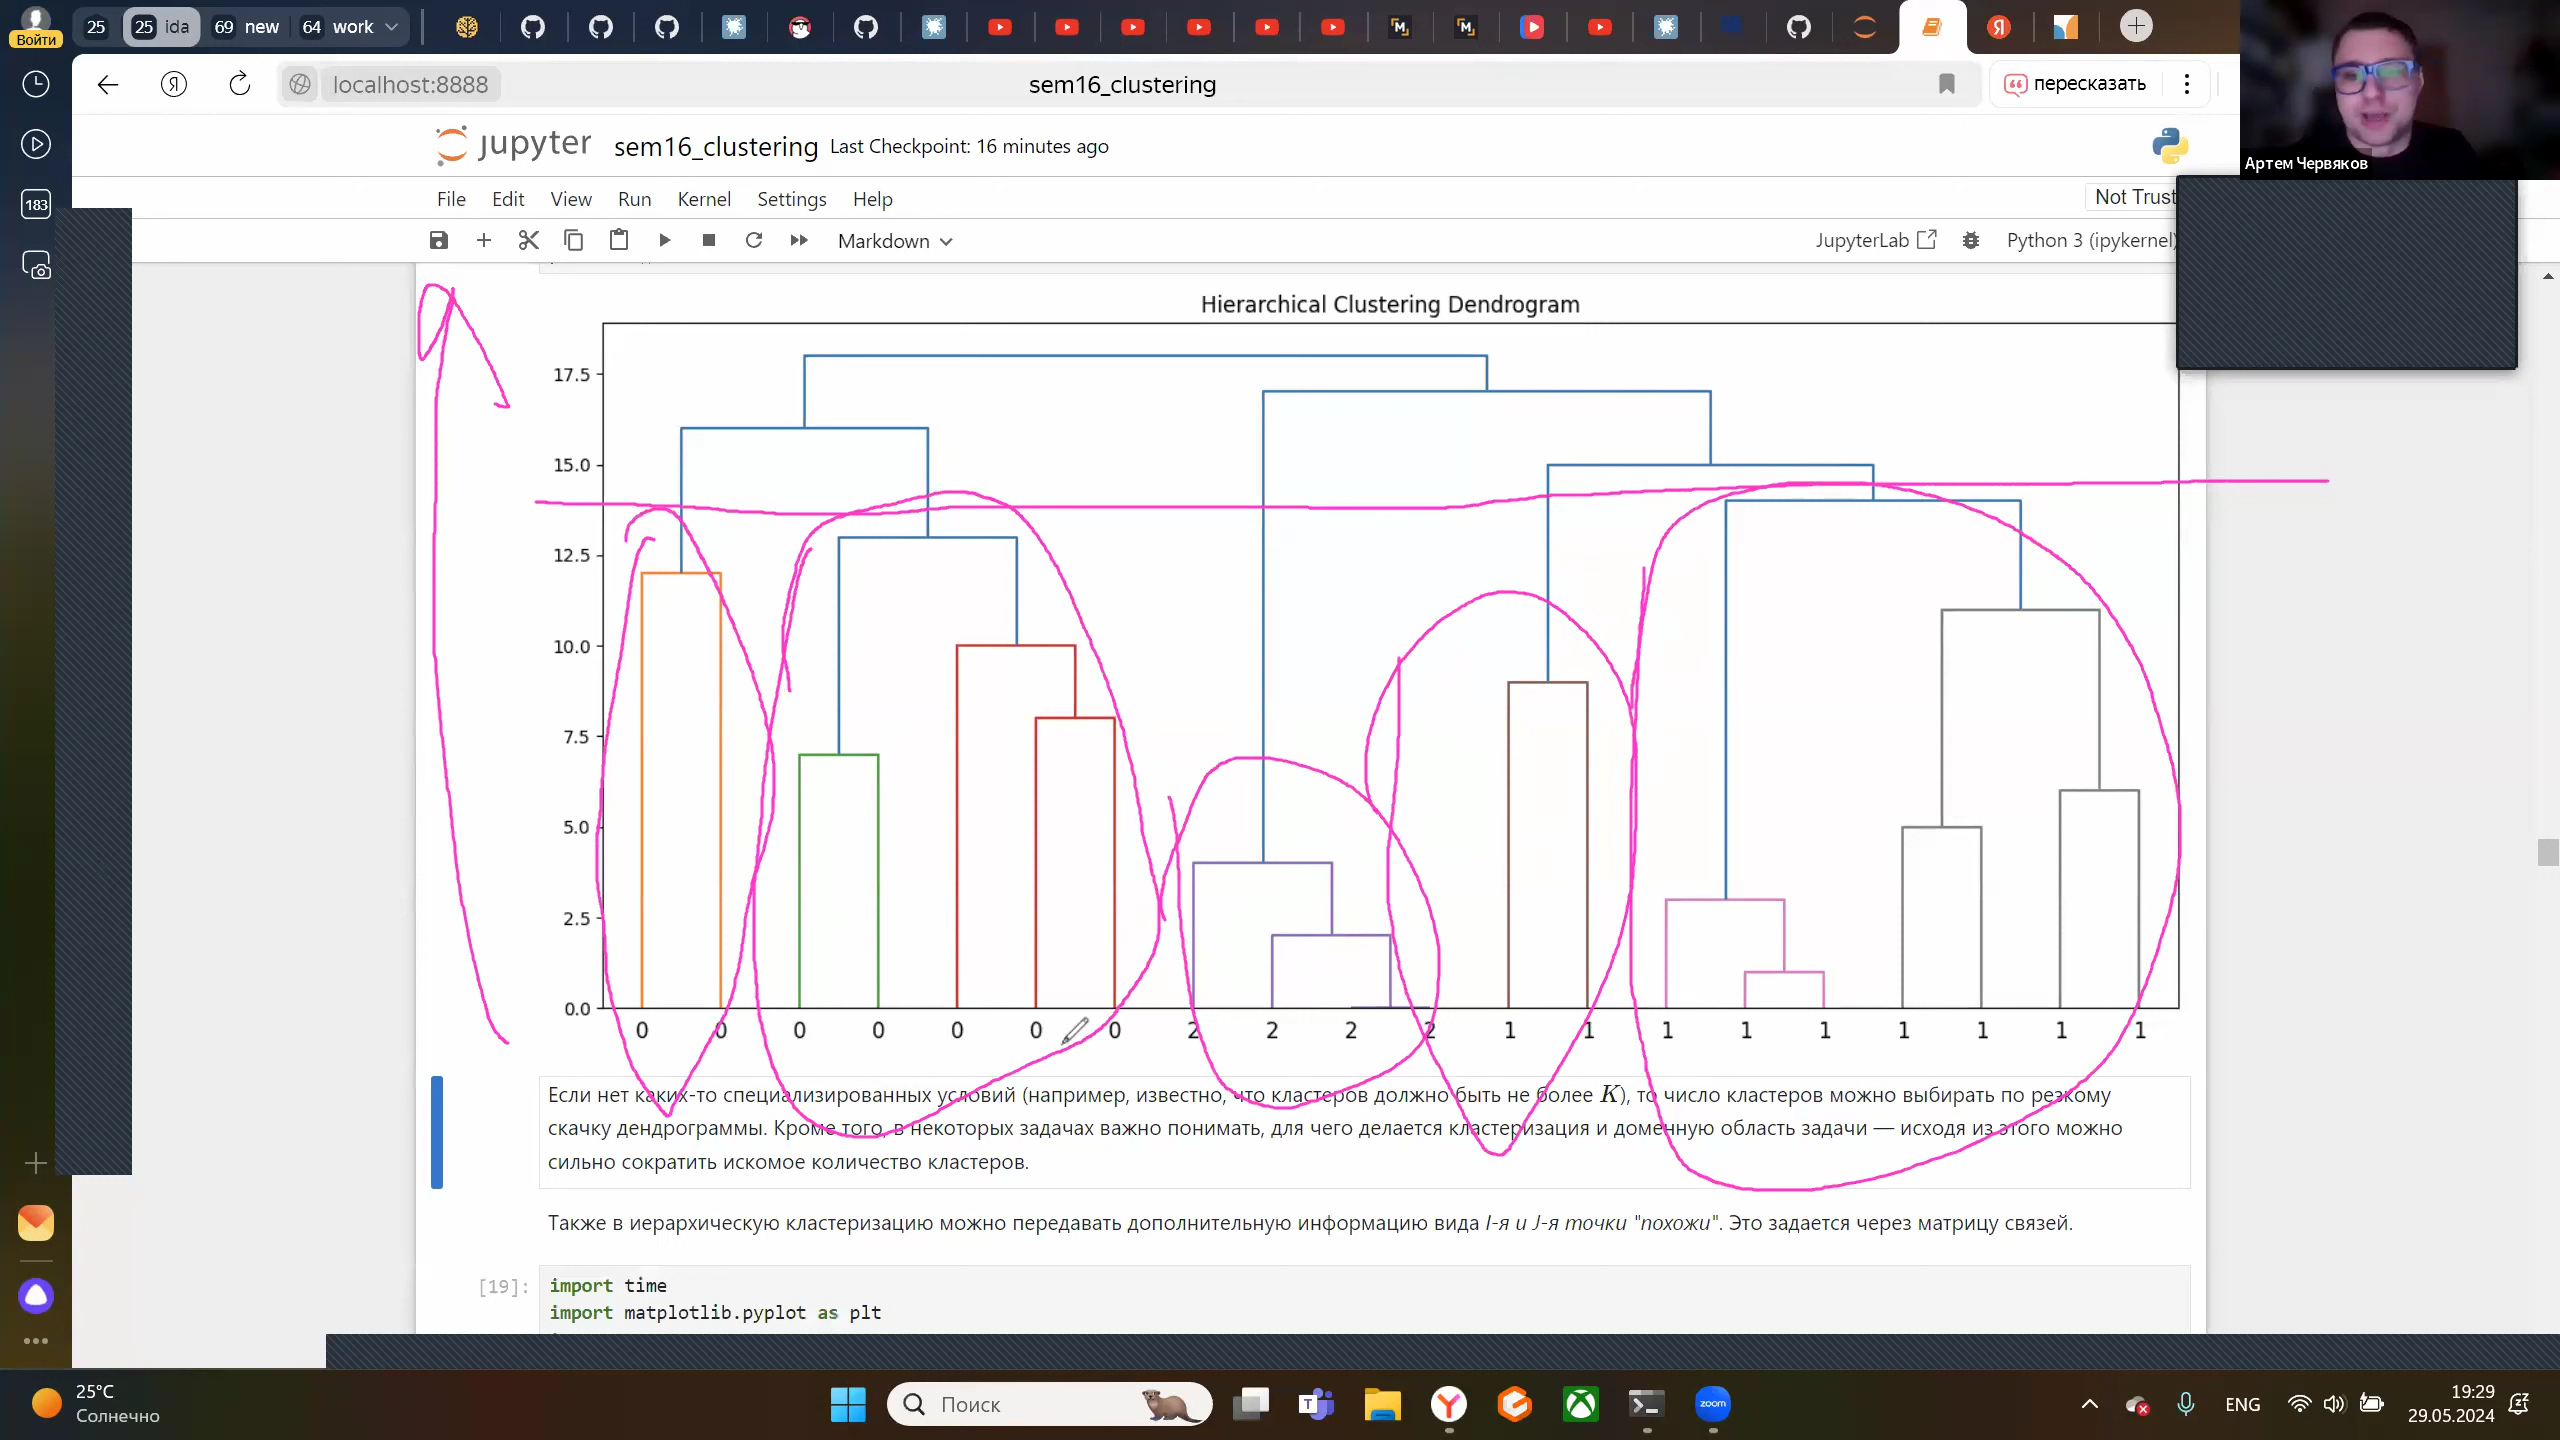 25 25 ida 69 new 64 work
Войти
localhost:8888
sem16_clustering
пересказать
Артем Червяков
jupyter sem16_clustering Last Checkpoint: 16 minutes ago
183
File Edit View Run Kernel Settings Help
Not Trust
Markdown
JupyterLab
Python 3 (ipykernel)
Hierarchical Clustering Dendrogram
17.5
15.0
12.5
10.0
7.5
5.0
2.5
0.0
0 0 0 0 0 0 0 2 2 2 2 1 1 1 1 1 1 1 1 1
Если нет каких-то специализированных условий (например, известно, что кластеров должно быть не более K), то число кластеров можно выбирать по резкому
скачку дендрограммы. Кроме того, в некоторых задачах важно понимать, для чего делается кластеризация и доменную область задачи — исходя из этого можно
сильно сократить искомое количество кластеров.
Также в иерархическую кластеризацию можно передавать дополнительную информацию вида I-я и J-я точки "похожи". Это задается через матрицу связей.
[19]:
import time
import matplotlib.pyplot as plt
25°C
Солнечно
Поиск
zoom
ENG
19:29
29.05.2024